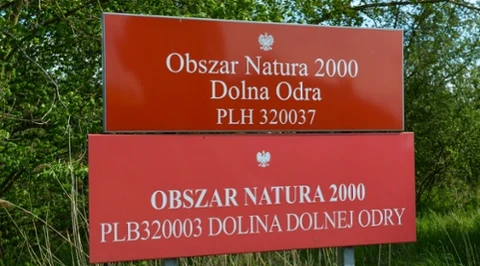 Obszar Natura 2000
Dolna Odra
PLH 320037
OBSZAR NATURA 2000
PLB320003 DOLINA DOLNEJ ODRY